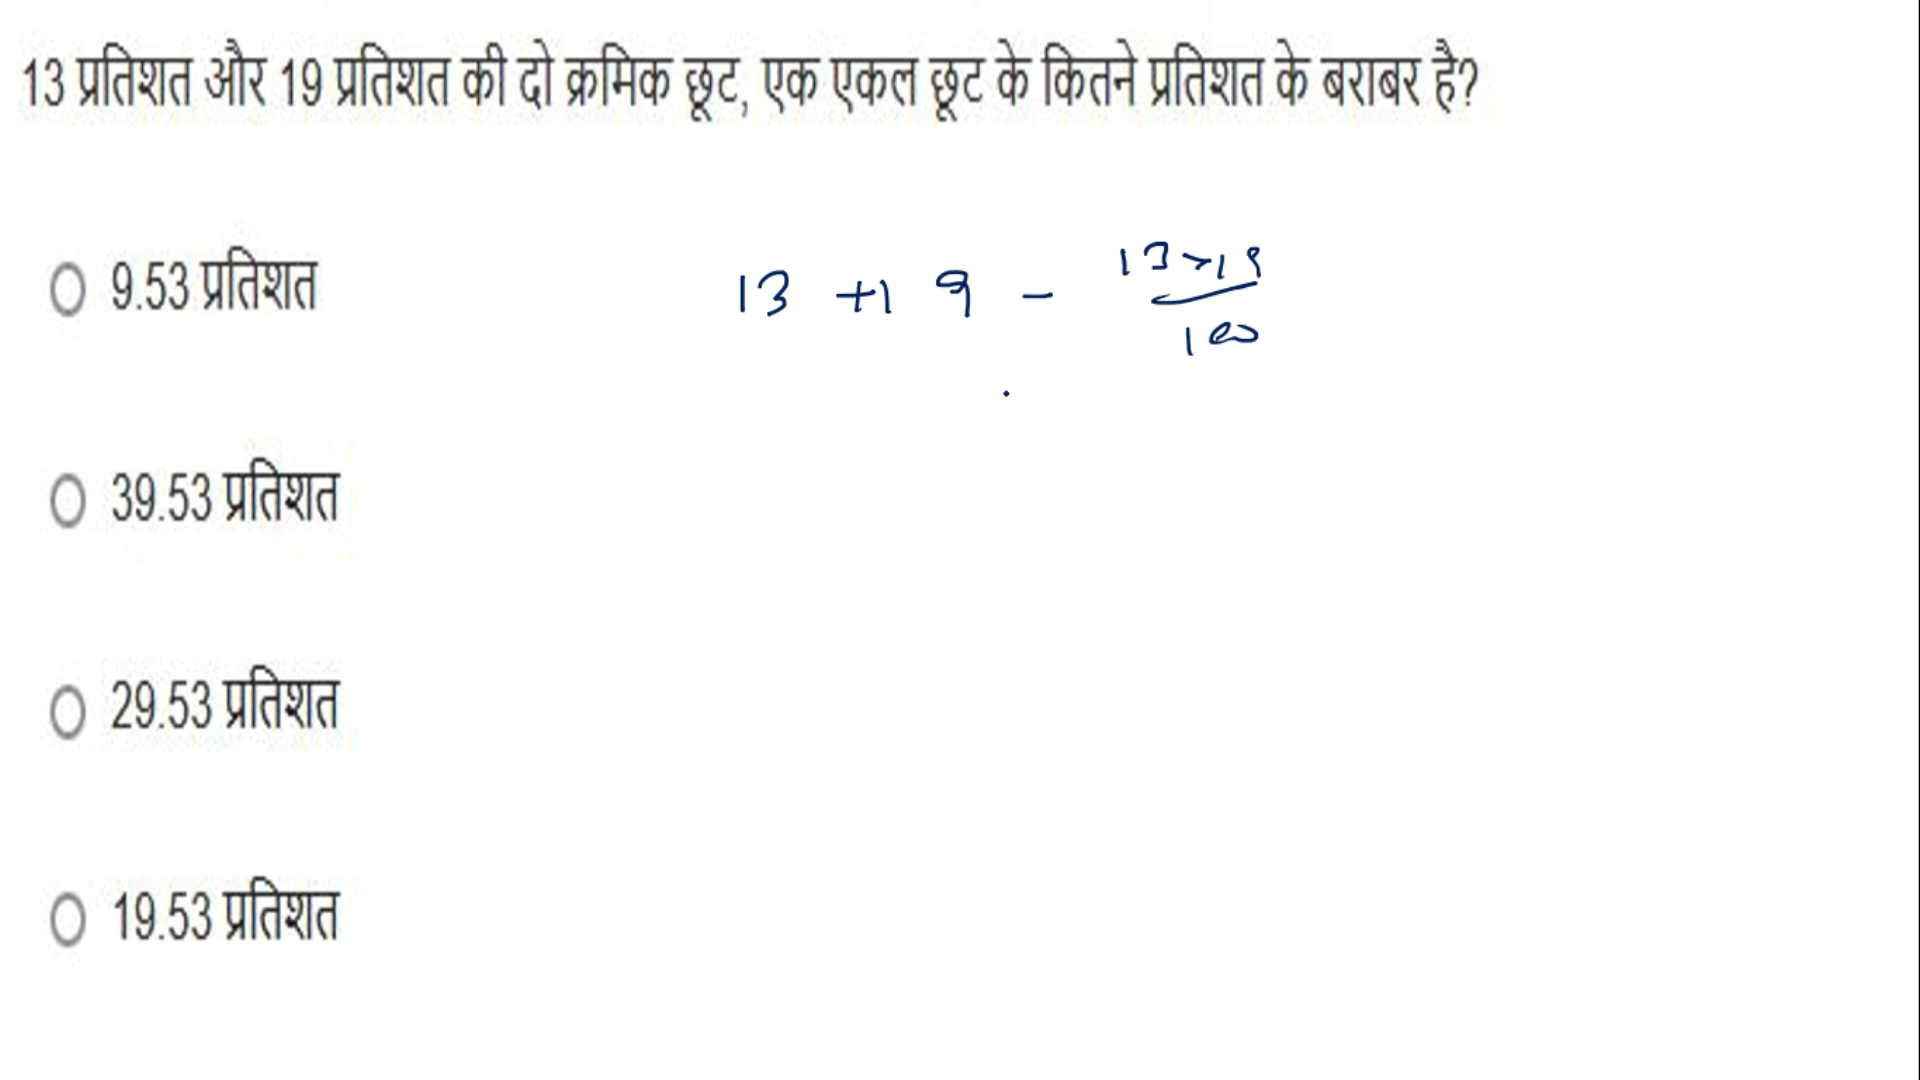 13 प्रतिशत और 19 प्रतिशत की दो क्रमिक छूट, एक एकल छूट के कितने प्रतिशत के बराबर है?
9.53 प्रतिशत
13 + 19 - 13×19
100
39.53 प्रतिशत
29.53 प्रतिशत
19.53 प्रतिशत